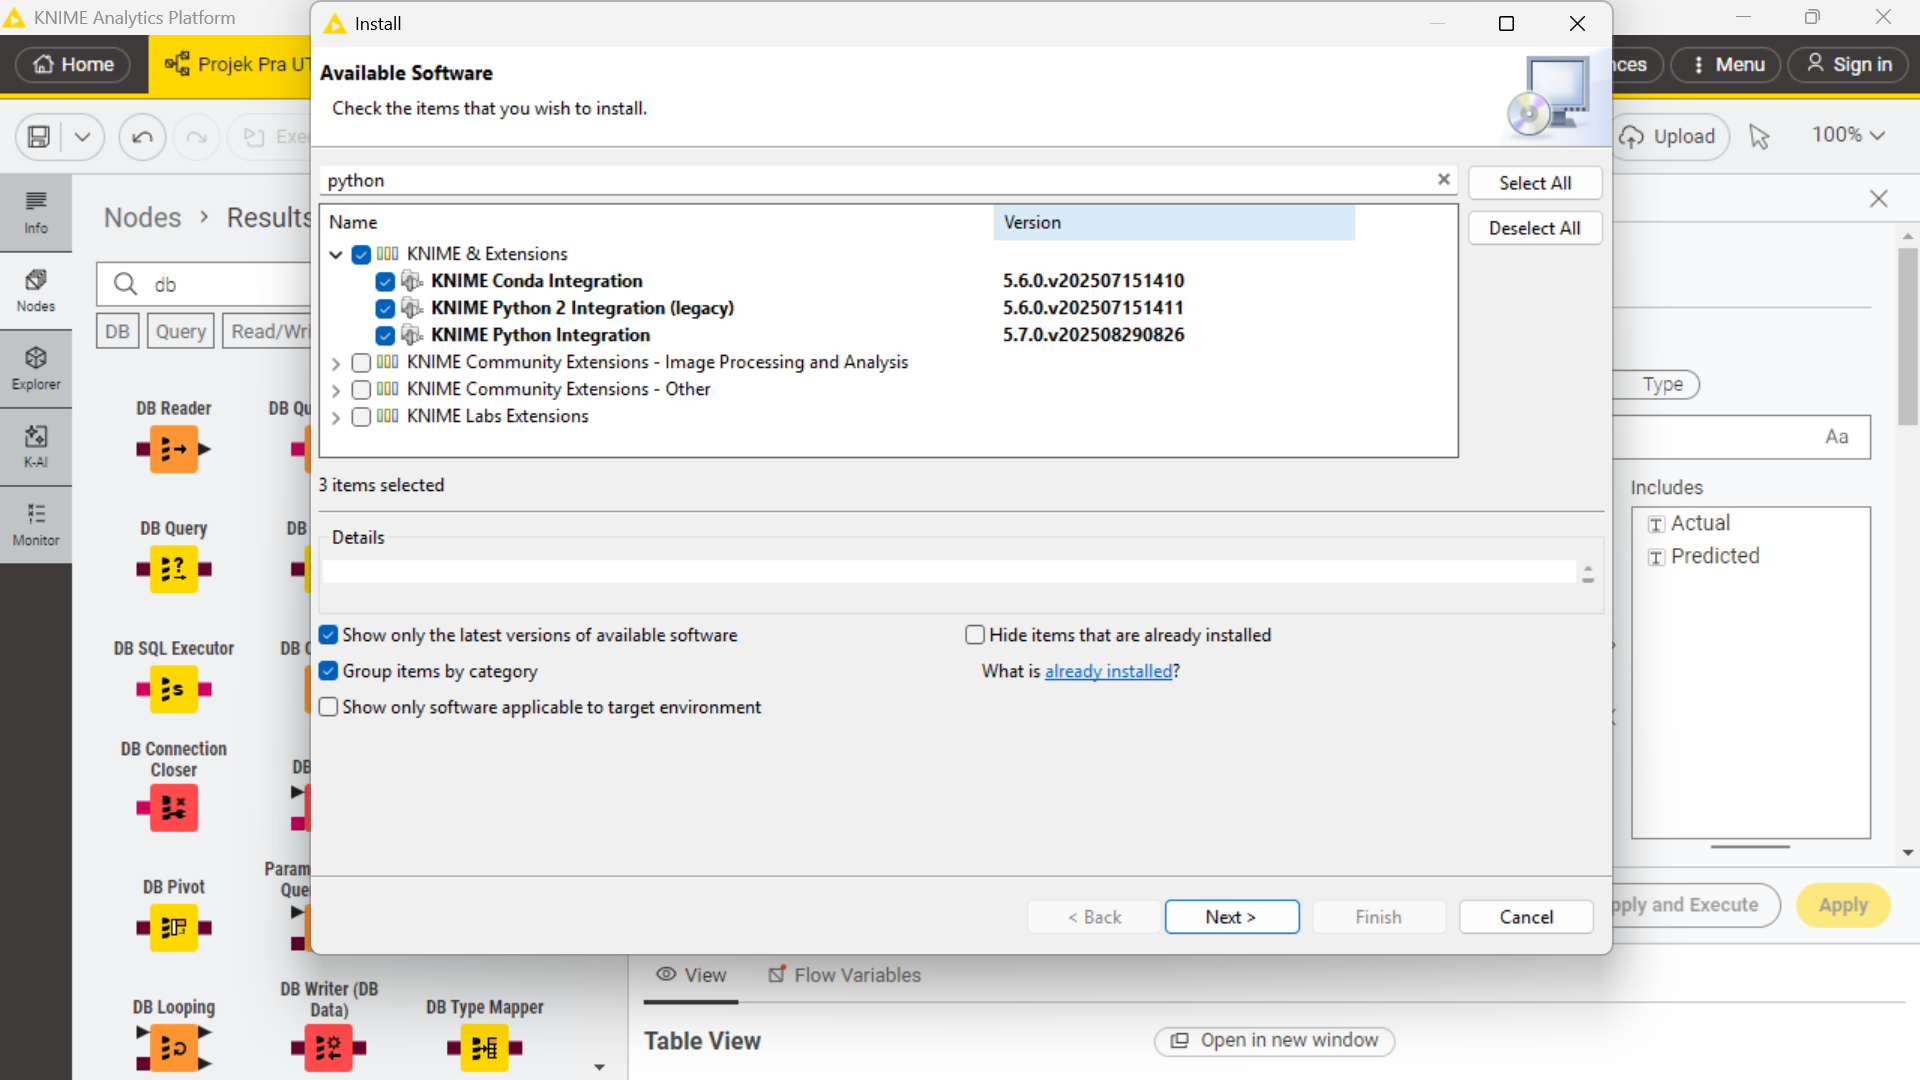 KNIME Analytics Platform
Install
Home
Projek Pra UT
nces
Menu
Sign in
Available Software
Check the items that you wish to install.
Exe
Upload
100%
python
Select All
Deselect All
Info
Nodes
Explorer
K-AI
Monitor
Nodes > Results
db
DB
Query
Read/Wri
Name
Version
KNIME & Extensions
KNIME Conda Integration 5.6.0.v202507151410
KNIME Python 2 Integration (legacy) 5.6.0.v202507151411
KNIME Python Integration 5.7.0.v202508290826
KNIME Community Extensions - Image Processing and Analysis
KNIME Community Extensions - Other
KNIME Labs Extensions
3 items selected
Details
Show only the latest versions of available software
Hide items that are already installed
Group items by category
What is already installed?
Show only software applicable to target environment
< Back
Next >
Finish
Cancel
DB Reader
DB Qu
DB Query
DB
DB SQL Executor
DB C
DB Connection
Closer
DB
DB Pivot
Param
Que
DB Looping
DB Writer (DB
Data)
DB Type Mapper
Type
Aa
Includes
T Actual
T Predicted
pply and Execute
Apply
View
Flow Variables
Table View
Open in new window